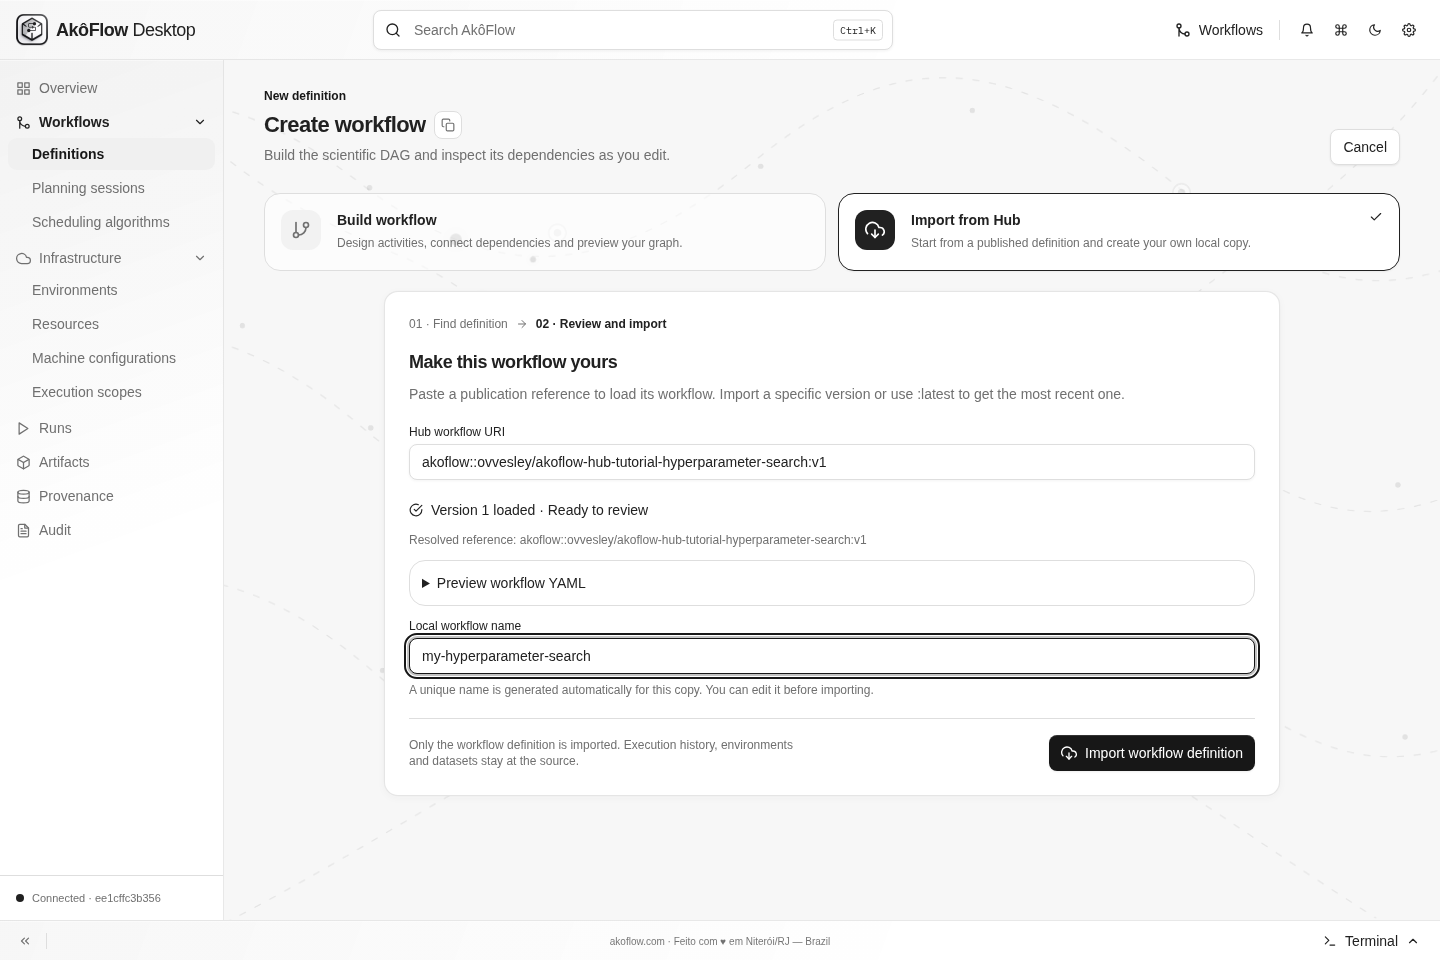 AkôFlow Desktop
Search AkôFlow
Ctrl+K
Workflows
Overview
Workflows
Definitions
Planning sessions
Scheduling algorithms
Infrastructure
Environments
Resources
Machine configurations
Execution scopes
Runs
Artifacts
Provenance
Audit
Connected · ee1cffc3b356
New definition
Create workflow
Build the scientific DAG and inspect its dependencies as you edit.
Cancel
Build workflow
Design activities, connect dependencies and preview your graph.
Import from Hub
Start from a published definition and create your own local copy.
01 · Find definition → 02 · Review and import
Make this workflow yours
Paste a publication reference to load its workflow. Import a specific version or use :latest to get the most recent one.
Hub workflow URI
akoflow::ovvesley/akoflow-hub-tutorial-hyperparameter-search:v1
Version 1 loaded · Ready to review
Resolved reference: akoflow::ovvesley/akoflow-hub-tutorial-hyperparameter-search:v1
Preview workflow YAML
Local workflow name
my-hyperparameter-search
A unique name is generated automatically for this copy. You can edit it before importing.
Only the workflow definition is imported. Execution history, environments
and datasets stay at the source.
Import workflow definition
akoflow.com · Feito com ♥ em Niterói/RJ — Brazil
Terminal